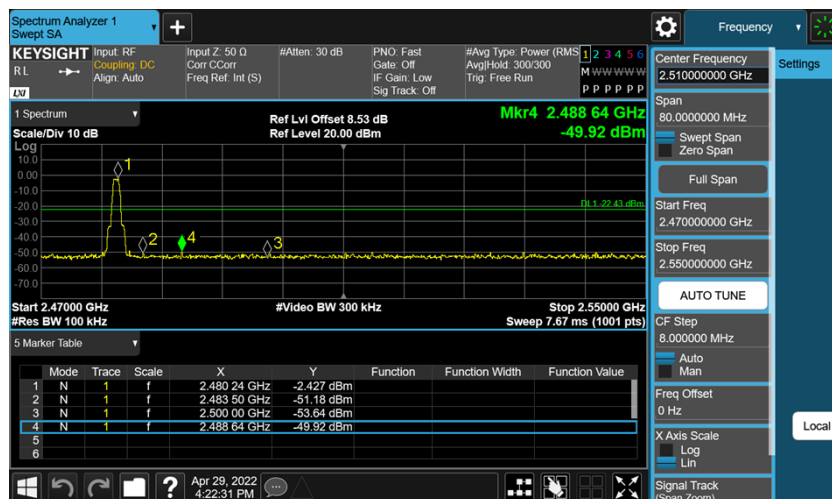 Spectrum Analyzer 1
Swept SA
+
Frequency
KEYSIGHT
RL
LXI
Input: RF
Coupling: DC
Align: Auto
Input Z: 50 Ω
Corr CCorr
Freq Ref: Int (S)
#Atten: 30 dB
PNO: Fast
Gate: Off
IF Gain: Low
Sig Track: Off
#Avg Type: Power (RMS
Avg|Hold: 300/300
Trig: Free Run
1 2 3 4 5 6
M W W W W W
P P P P P P
1 Spectrum
Scale/Div 10 dB
Ref Lvl Offset 8.53 dB
Ref Level 20.00 dBm
Mkr4 2.488 64 GHz
-49.92 dBm
Log
10.0
0.00
-10.0
-20.0
-30.0
-40.0
-50.0
-60.0
-70.0
1
2
4
3
DL1 -22.43 dBm
Start 2.47000 GHz
#Res BW 100 kHz
#Video BW 300 kHz
Stop 2.55000 GHz
Sweep 7.67 ms (1001 pts)
5 Marker Table
Mode Trace Scale X Y Function Function Width Function Value
1 N 1 f 2.480 24 GHz -2.427 dBm
2 N 1 f 2.483 50 GHz -51.18 dBm
3 N 1 f 2.500 00 GHz -53.64 dBm
4 N 1 f 2.488 64 GHz -49.92 dBm
5
6
Apr 29, 2022
4:22:31 PM
?
Center Frequency
2.510000000 GHz
Settings
Span
80.0000000 MHz
Swept Span
Zero Span
Full Span
Start Freq
2.470000000 GHz
Stop Freq
2.550000000 GHz
AUTO TUNE
CF Step
8.000000 MHz
Auto
Man
Freq Offset
0 Hz
Local
X Axis Scale
Log
Lin
Signal Track
(Span Zoom)